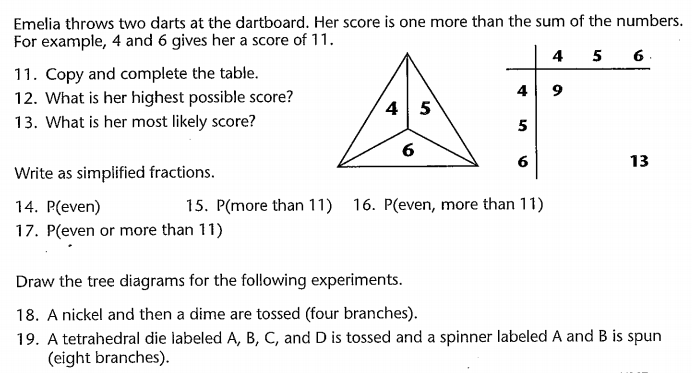 Emelia throws two darts at the dartboard. Her score is one more than the sum of the numbers.
For example, 4 and 6 gives her a score of 11.
11. Copy and complete the table.
12. What is her highest possible score?
13. What is her most likely score?
4 5
6
4 5 6
4 9
5
6 13
Write as simplified fractions.
14. P(even) 15. P(more than 11) 16. P(even, more than 11)
17. P(even or more than 11)
Draw the tree diagrams for the following experiments.
18. A nickel and then a dime are tossed (four branches).
19. A tetrahedral die labeled A, B, C, and D is tossed and a spinner labeled A and B is spun
(eight branches).